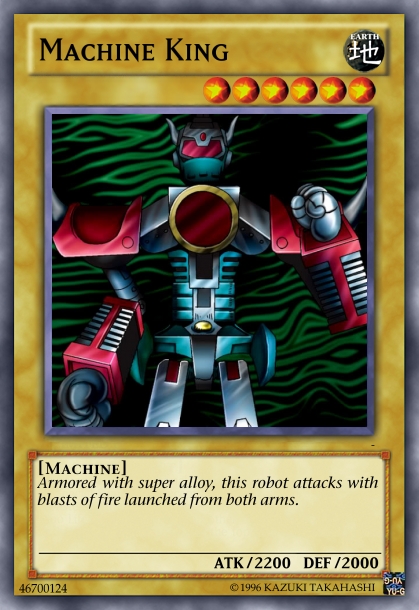 MACHINE KING
EARTH
地
[MACHINE]
Armored with super alloy, this robot attacks with
blasts of fire launched from both arms.
ATK/2200 DEF/2000
46700124
©1996 KAZUKI TAKAHASHI